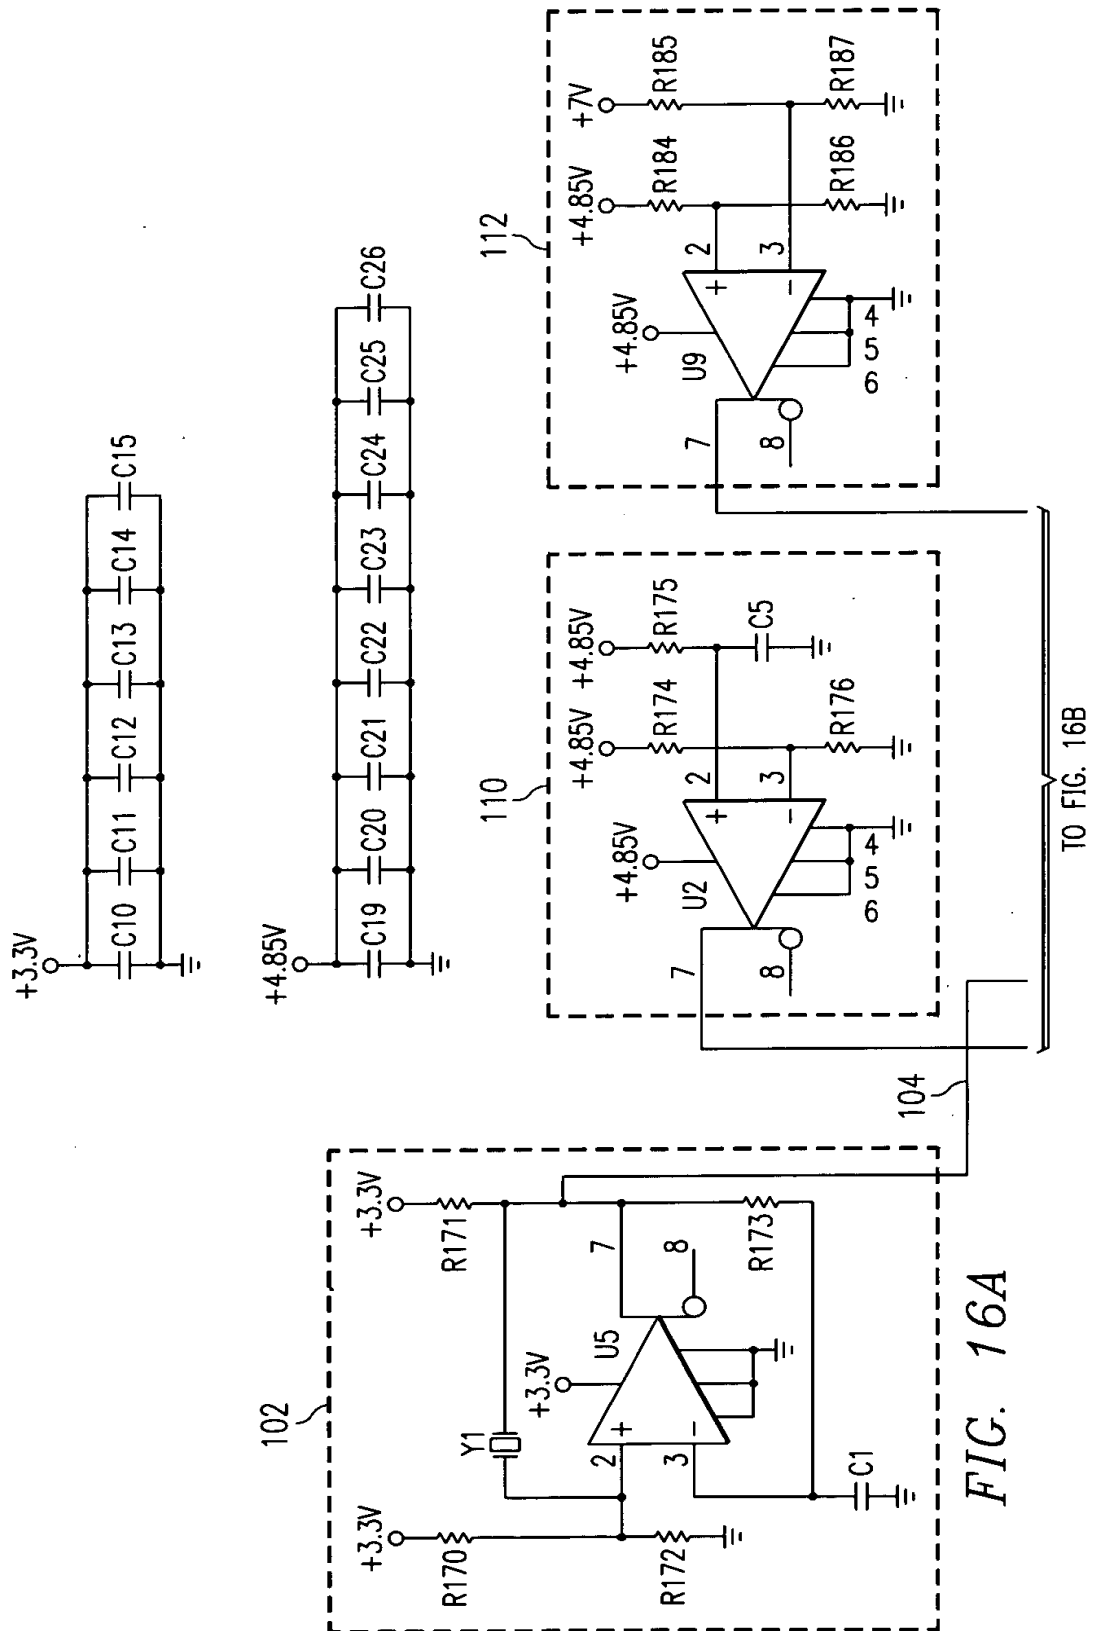 +3.3V
C10
C11
C12
C13
C14
C15
+4.85V
C19
C20
C21
C22
C23
C24
C25
C26
102
+3.3V
R170
R172
Y1
+3.3V
U5
2
+
3
−
7
8
+3.3V
R171
R173
C1
104
110
+4.85V
U2
7
8
2
+
3
−
4
5
6
+4.85V
R174
+4.85V
R175
C5
R176
112
+4.85V
U9
7
8
2
+
3
−
4
5
6
+4.85V
R184
+7V
R185
R186
R187
TO FIG. 16B
FIG. 16A